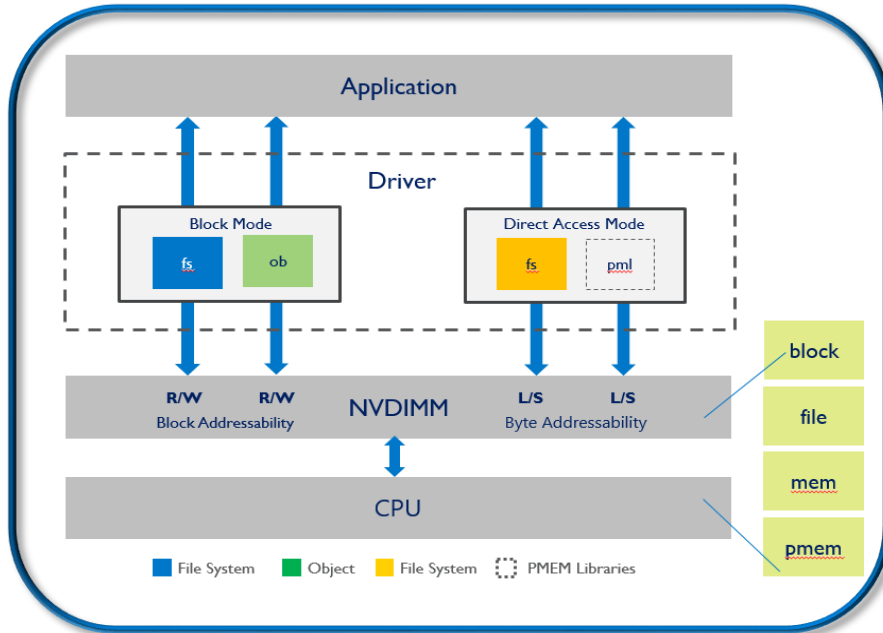 Application
Driver
Block Mode
fs
ob
Direct Access Mode
fs
pml
R/W
R/W
Block Addressability
NVDIMM
L/S
L/S
Byte Addressability
CPU
block
file
mem
pmem
File System
Object
File System
PMEM Libraries